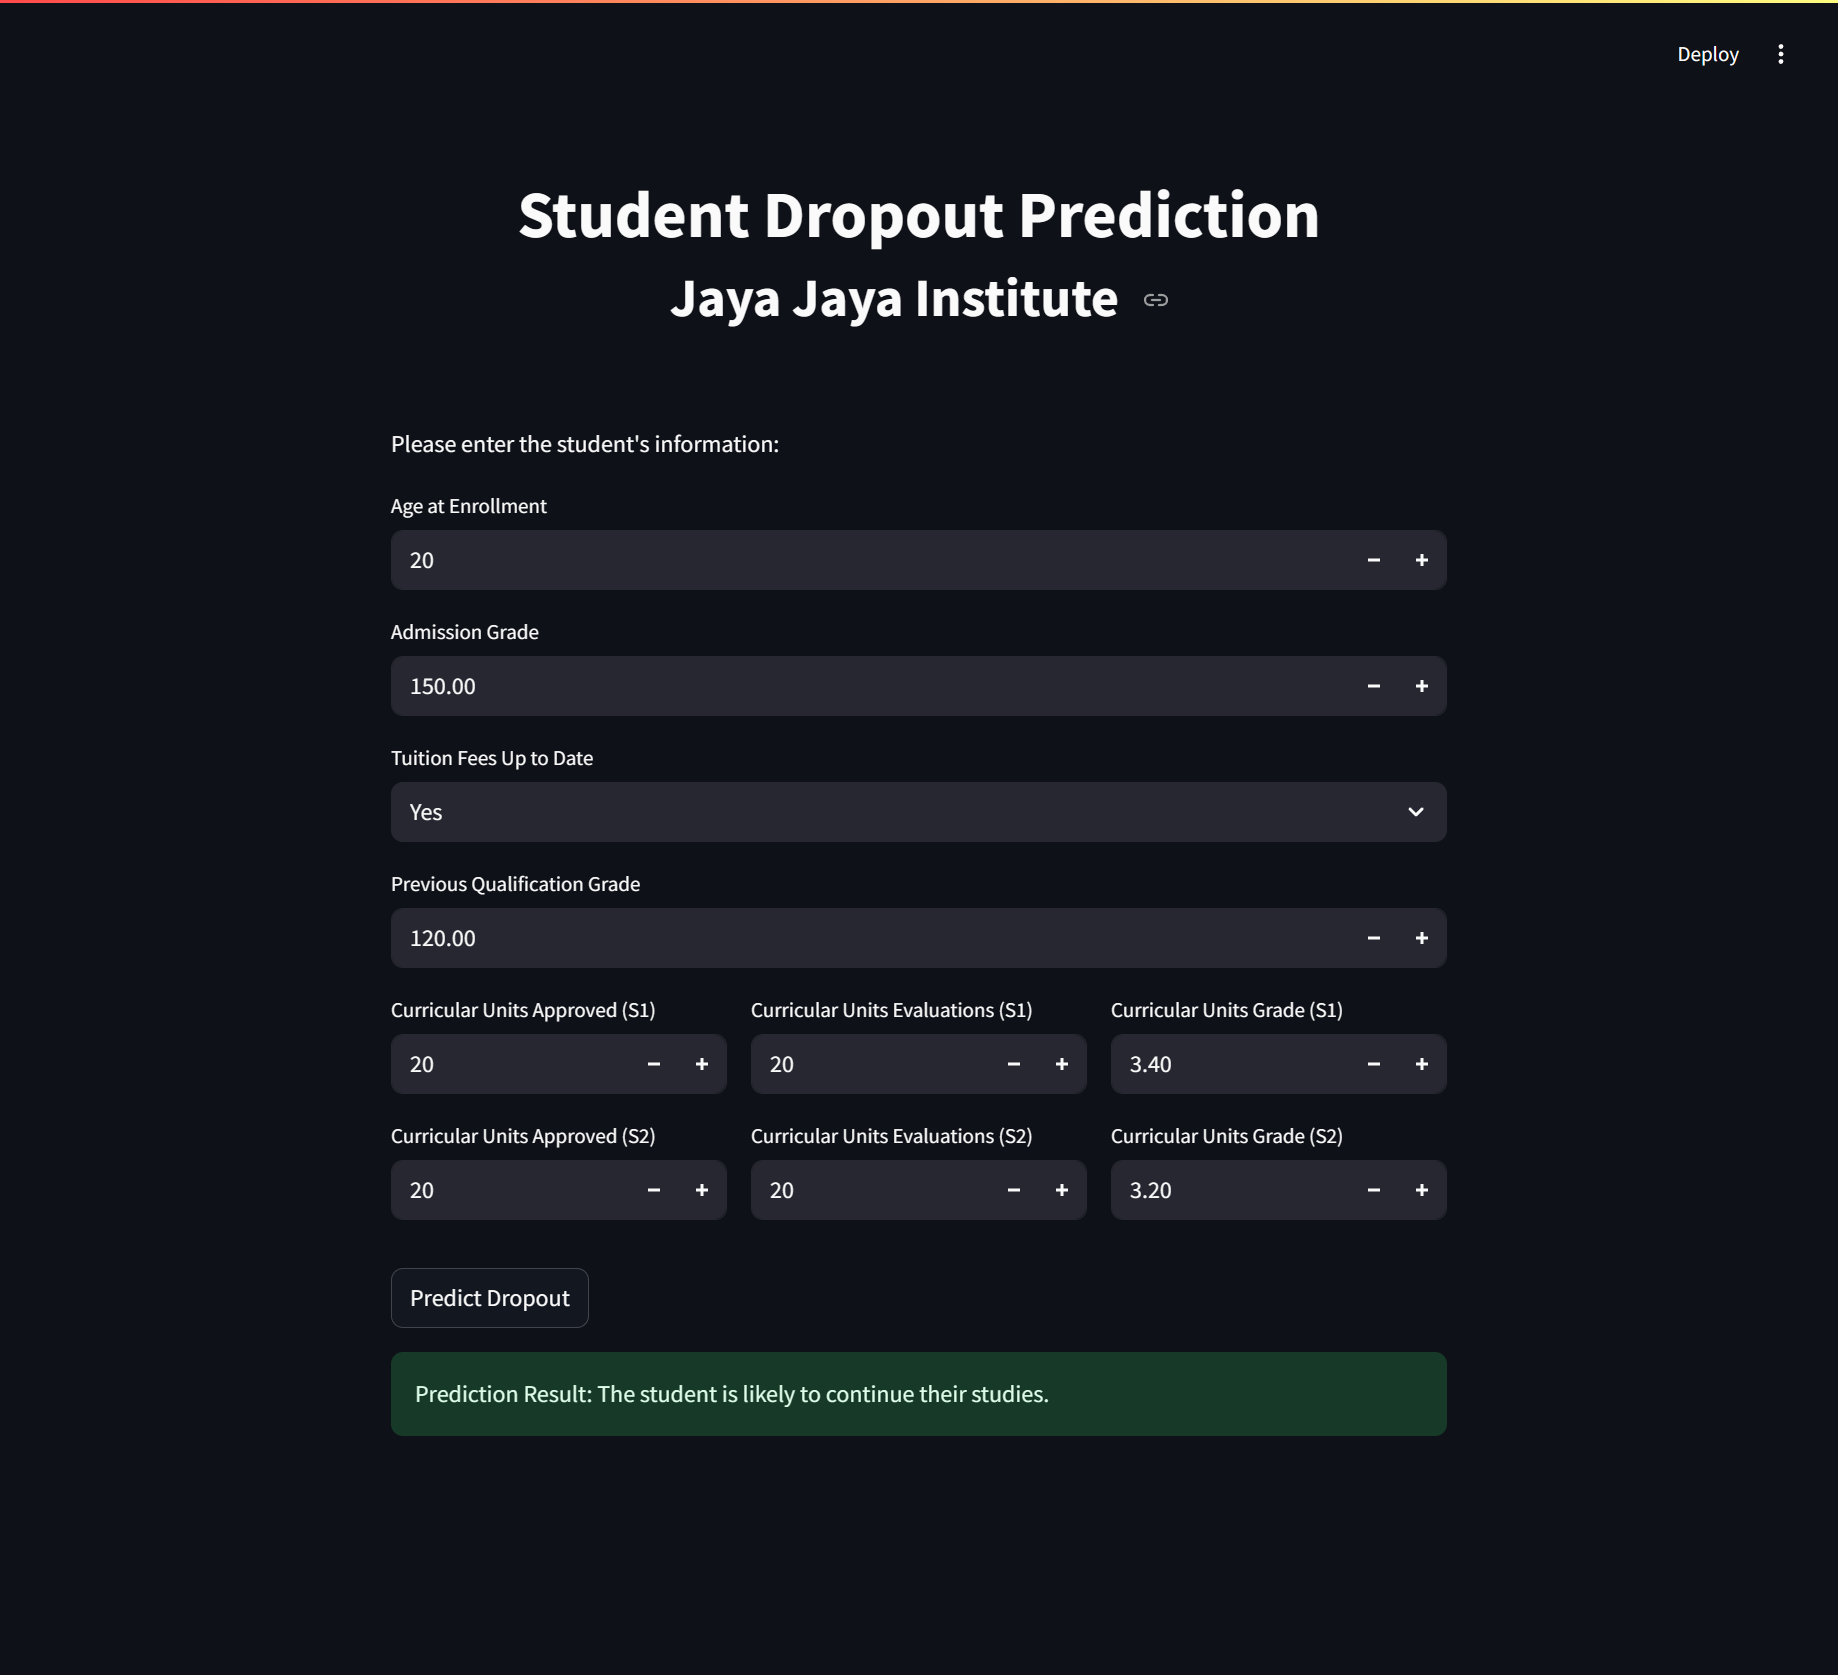 Deploy
Student Dropout Prediction
Jaya Jaya Institute
Please enter the student's information:
Age at Enrollment
20
Admission Grade
150.00
Tuition Fees Up to Date
Yes
Previous Qualification Grade
120.00
Curricular Units Approved (S1) Curricular Units Evaluations (S1) Curricular Units Grade (S1)
20 20 3.40
Curricular Units Approved (S2) Curricular Units Evaluations (S2) Curricular Units Grade (S2)
20 20 3.20
Predict Dropout
Prediction Result: The student is likely to continue their studies.